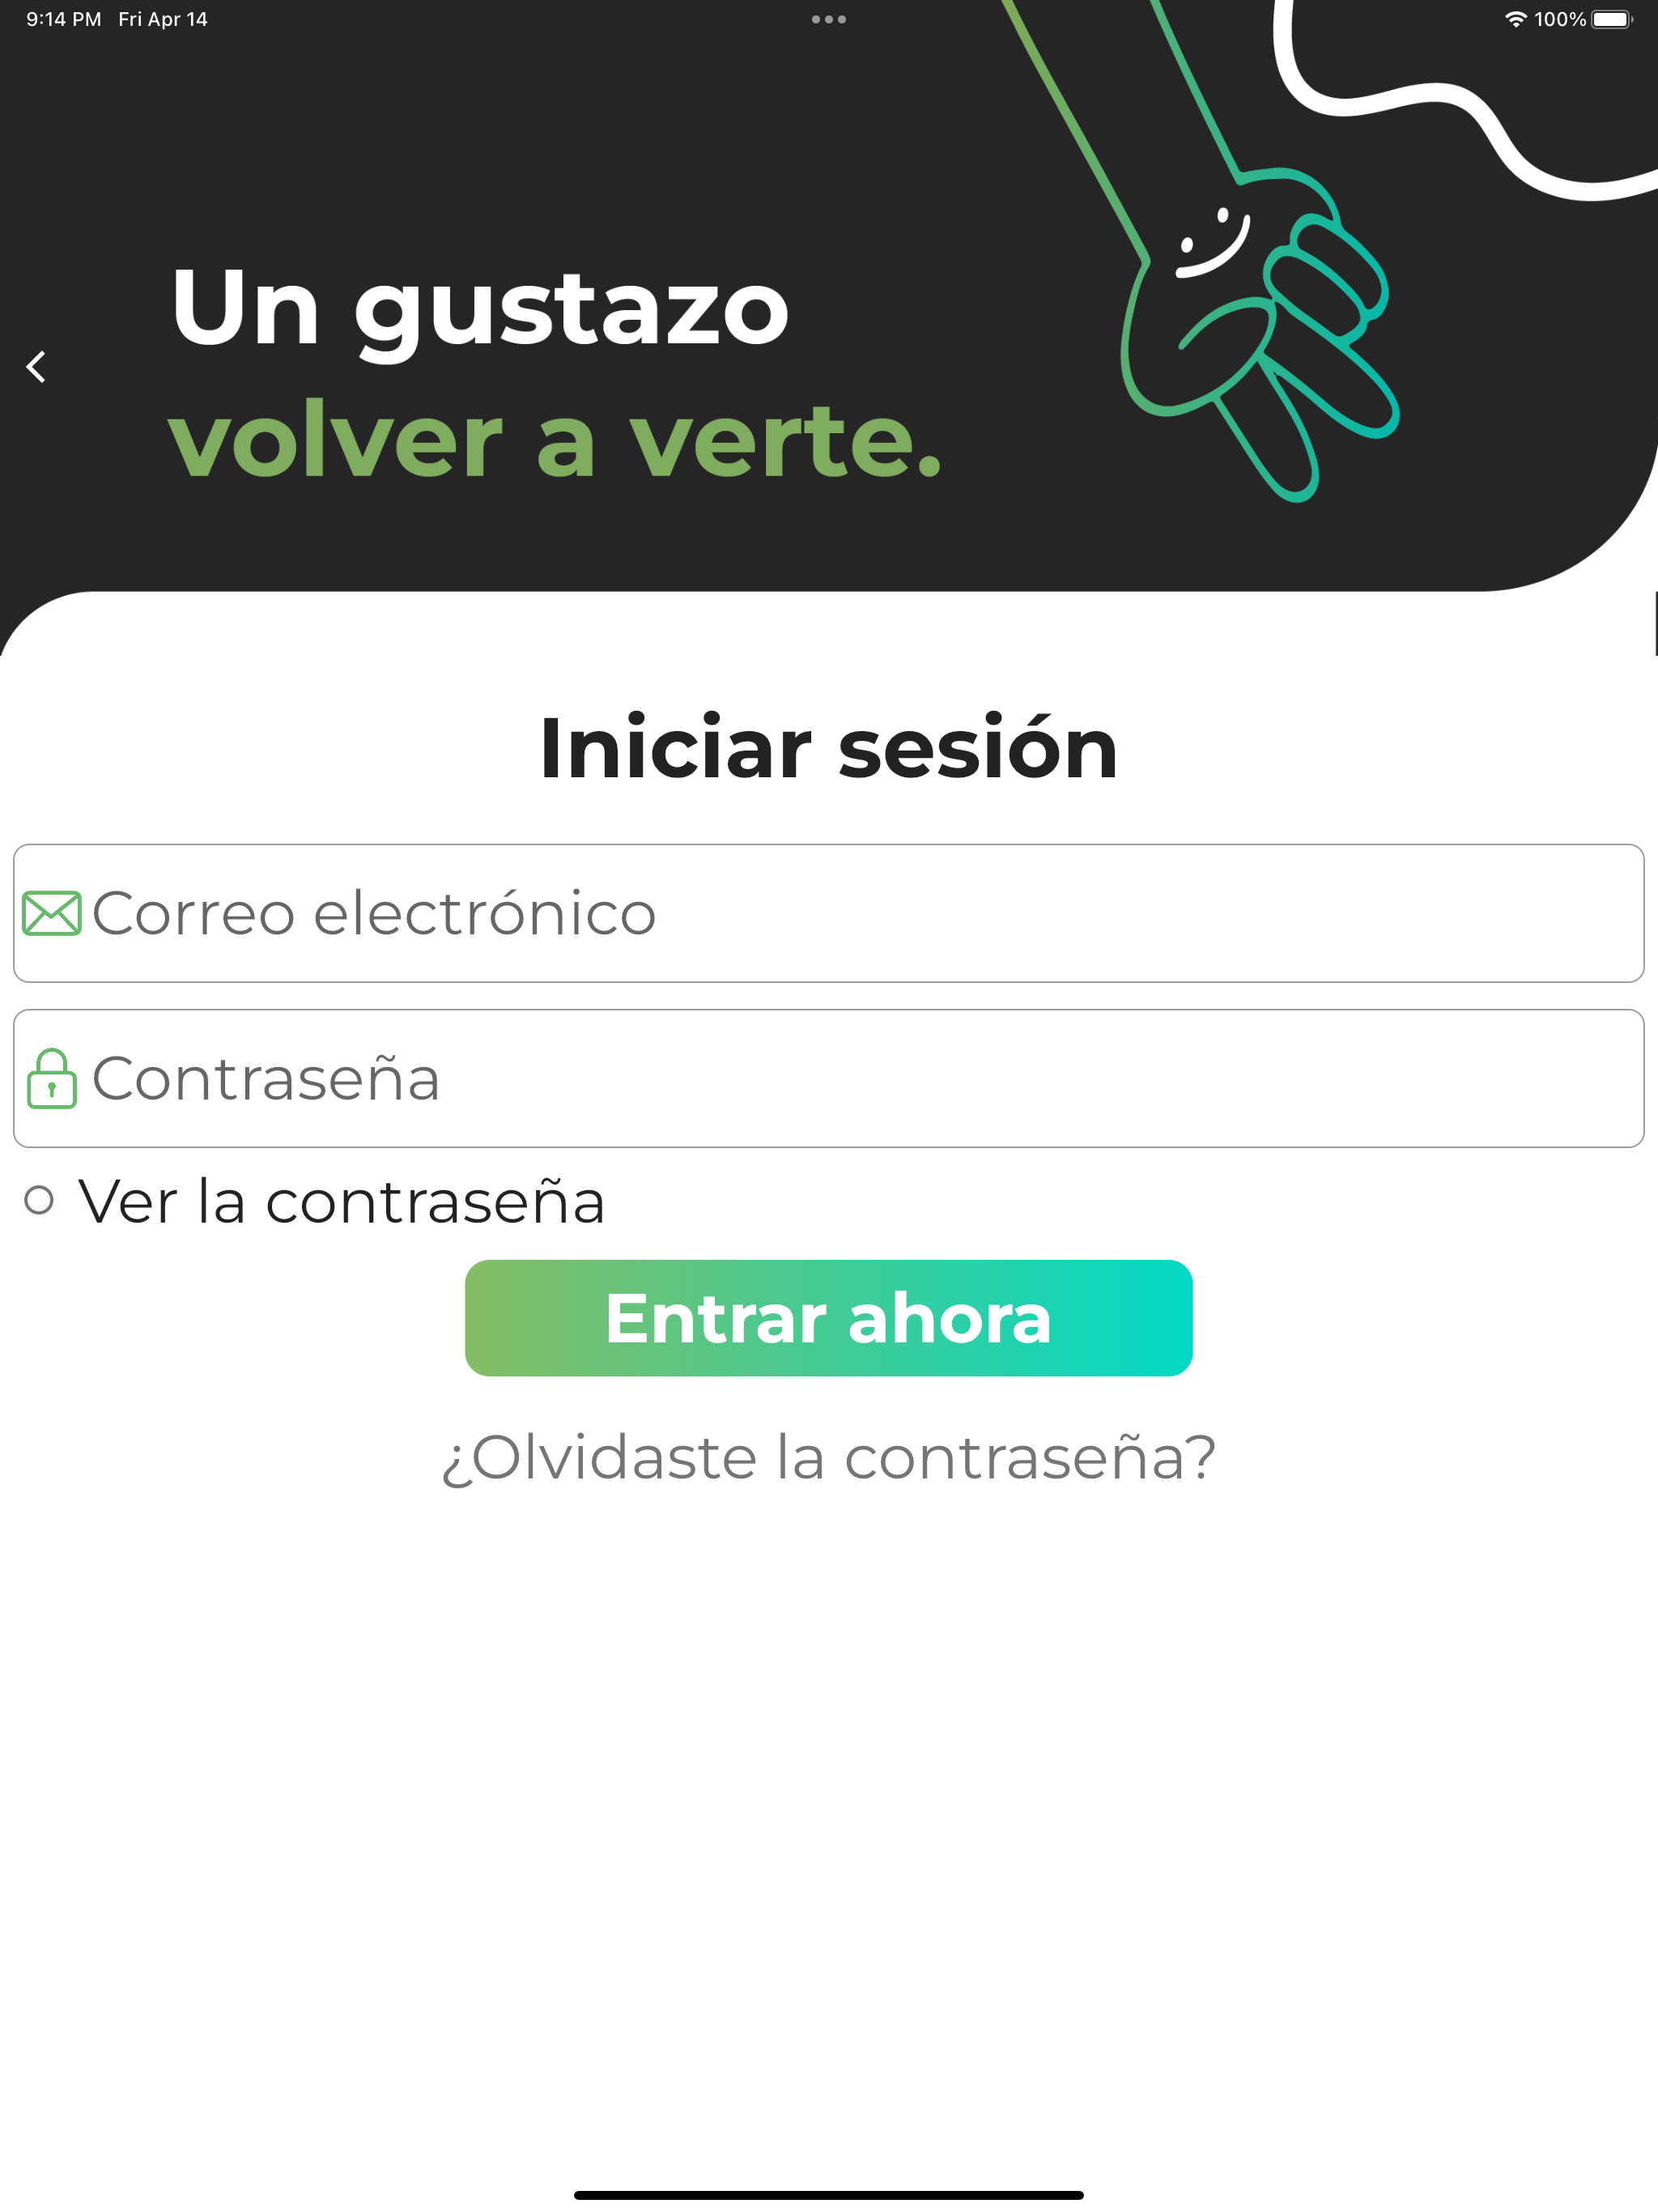 9:14 PM Fri Apr 14
100%
Un gustazo
volver a verte.
Iniciar sesión
Correo electrónico
Contraseña
Ver la contraseña
Entrar ahora
¿Olvidaste la contraseña?